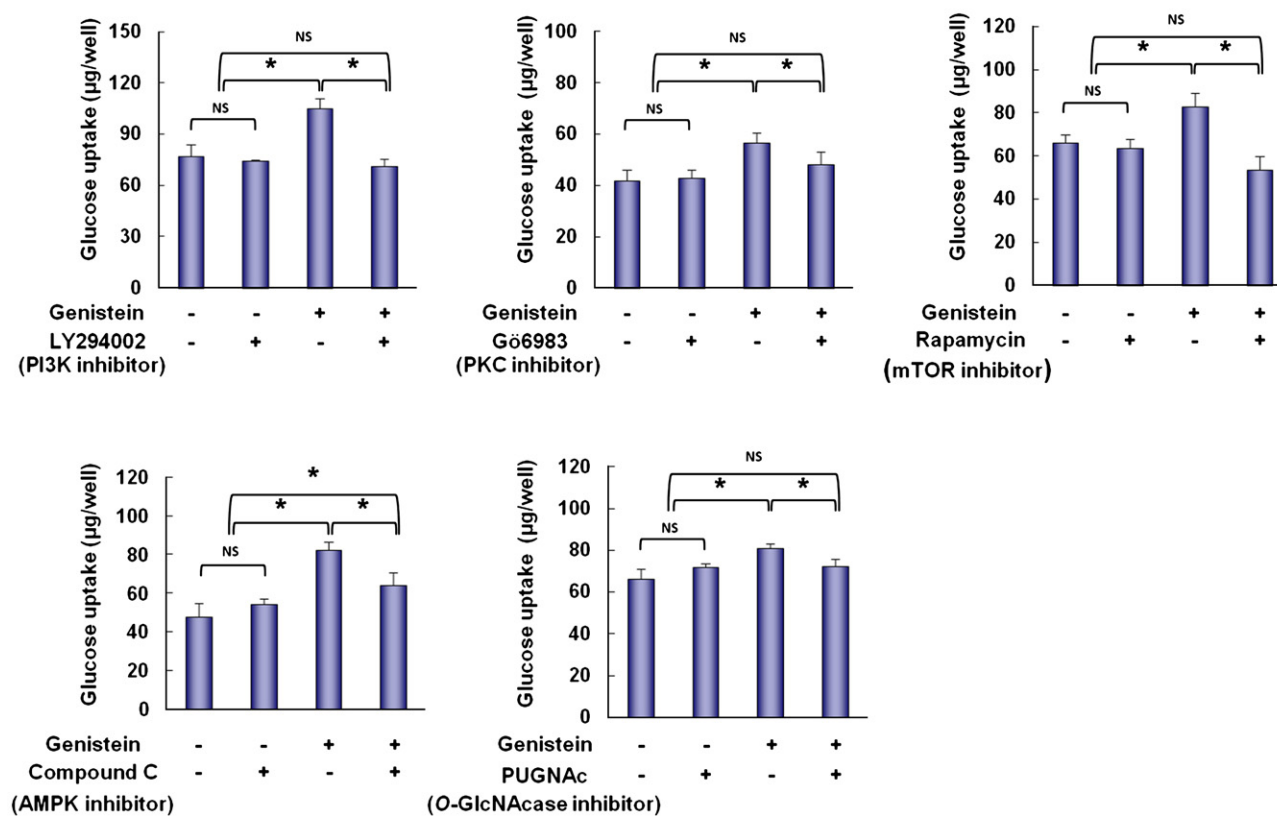 Glucose uptake (µg/well)
150
120
90
60
30
0
NS
*
*
NS
Genistein - - + +
LY294002 - + - +
(PI3K inhibitor)
Glucose uptake (µg/well)
100
80
60
40
20
0
NS
*
*
NS
Genistein - - + +
Gö6983 - + - +
(PKC inhibitor)
Glucose uptake (µg/well)
120
100
80
60
40
20
0
NS
*
*
NS
Genistein - - + +
Rapamycin - + - +
(mTOR inhibitor)
Glucose uptake (µg/well)
120
100
80
60
40
20
0
*
*
*
NS
Genistein - - + +
Compound C - + - +
(AMPK inhibitor)
Glucose uptake (µg/well)
120
100
80
60
40
20
0
NS
*
*
NS
Genistein - - + +
PUGNAc - + - +
(O-GlcNAcase inhibitor)